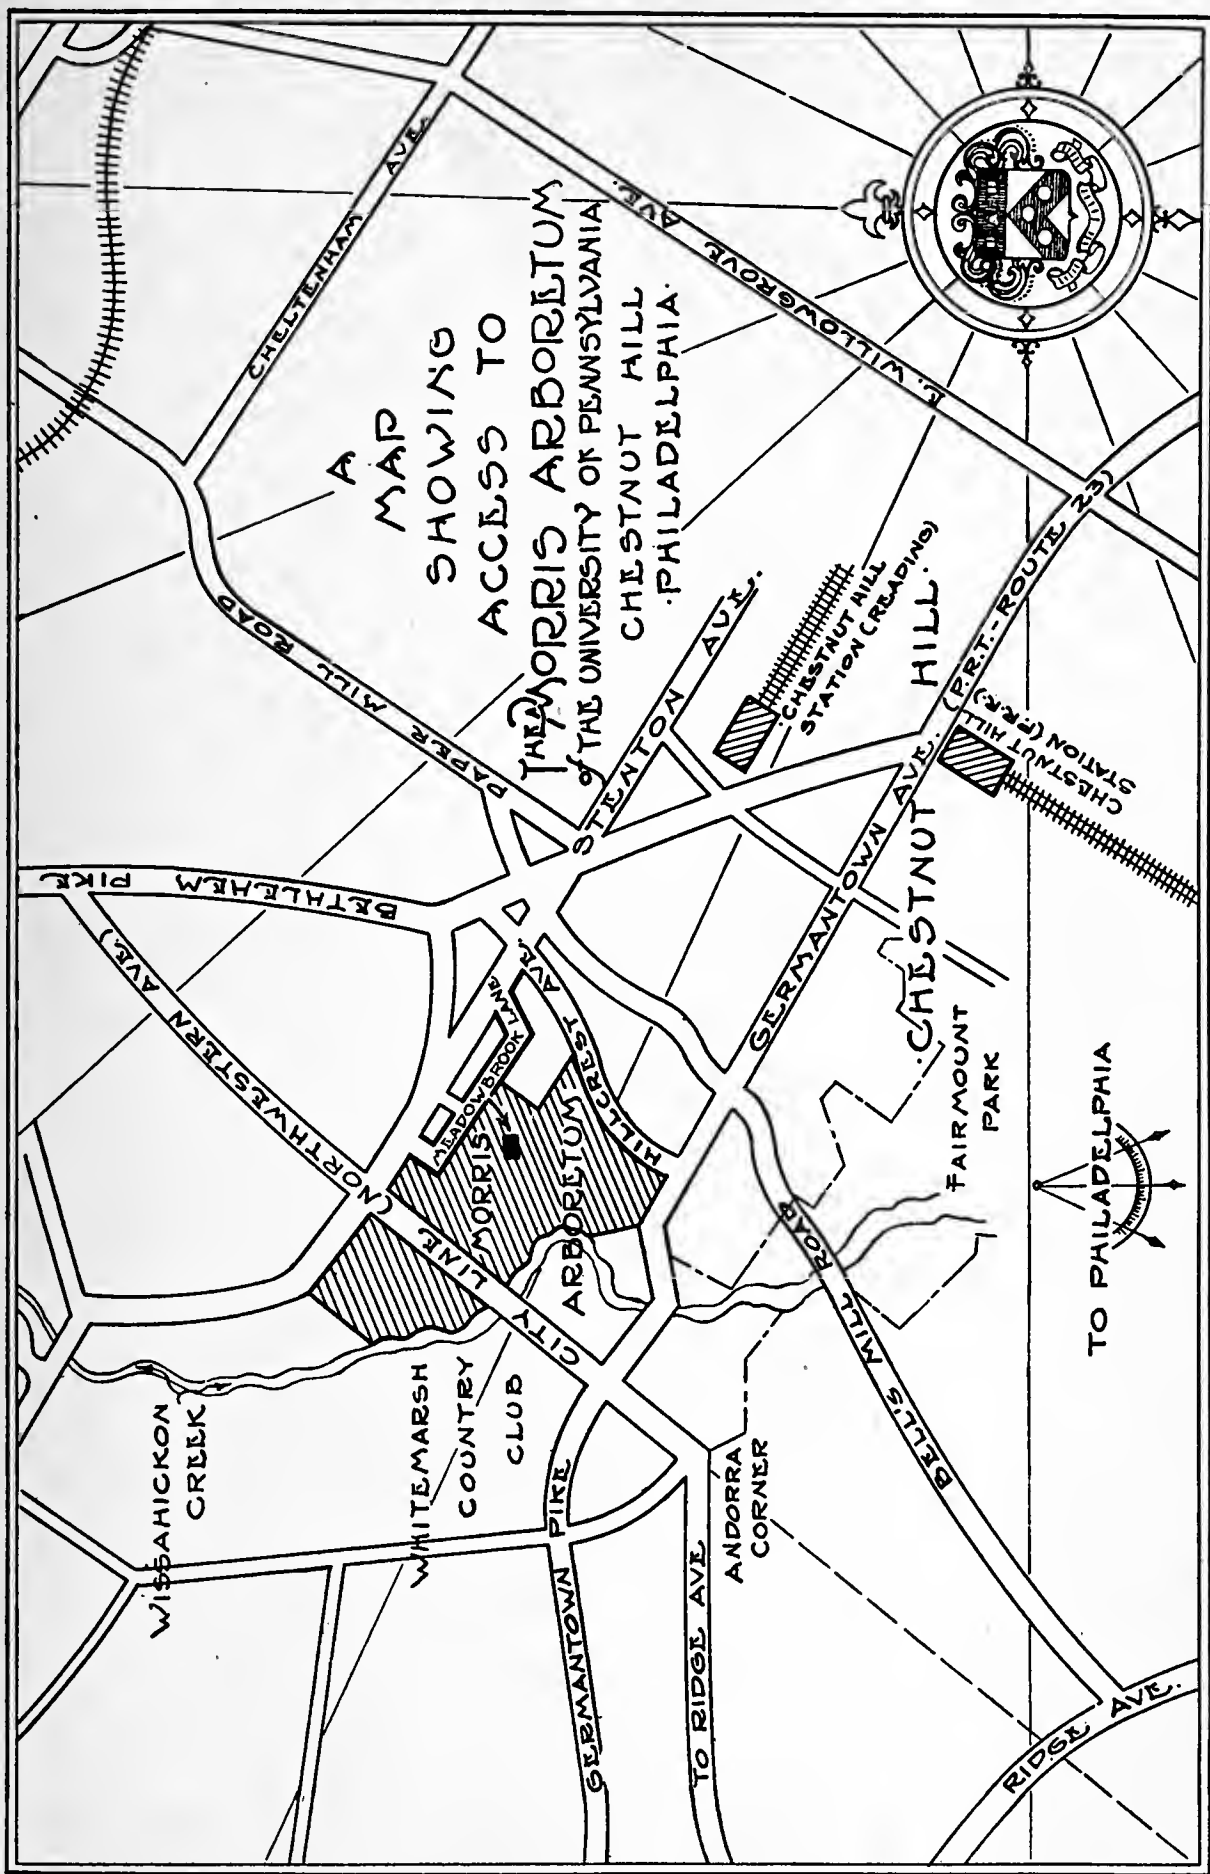 A
MAP
SHOWING
ACCESS TO
THE MORRIS ARBORETUM
of THE UNIVERSITY OF PENNSYLVANIA
CHESTNUT HILL
·PHILADELPHIA·
CHELTENHAM AVE.
E. WILLOWGROVE AVE.
PAPER MILL ROAD
STENTON AVE.
BETHLEHEM PIKE
(NORTHWESTERN AVE.)
CITY LINE
MEADOWBROOK LANE
HILLCREST AVE.
MORRIS
ARBORETUM
CHESTNUT HILL
STATION (READING)
CHESTNUT HILL
STATION (P.R.R.)
GERMANTOWN AVE. (P.R.T.-ROUTE 23)
CHESTNUT HILL.
FAIRMOUNT
PARK
WISSAHICKON
CREEK
WHITEMARSH
COUNTRY
CLUB
GERMANTOWN PIKE
TO RIDGE AVE
ANDORRA
CORNER
BELL'S MILL ROAD
RIDGE AVE.
TO PHILADELPHIA